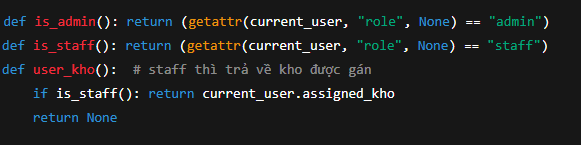 def is_admin(): return (getattr(current_user, "role", None) == "admin")
def is_staff(): return (getattr(current_user, "role", None) == "staff")
def user_kho():  # staff thì trả về kho được gán
    if is_staff(): return current_user.assigned_kho
    return None